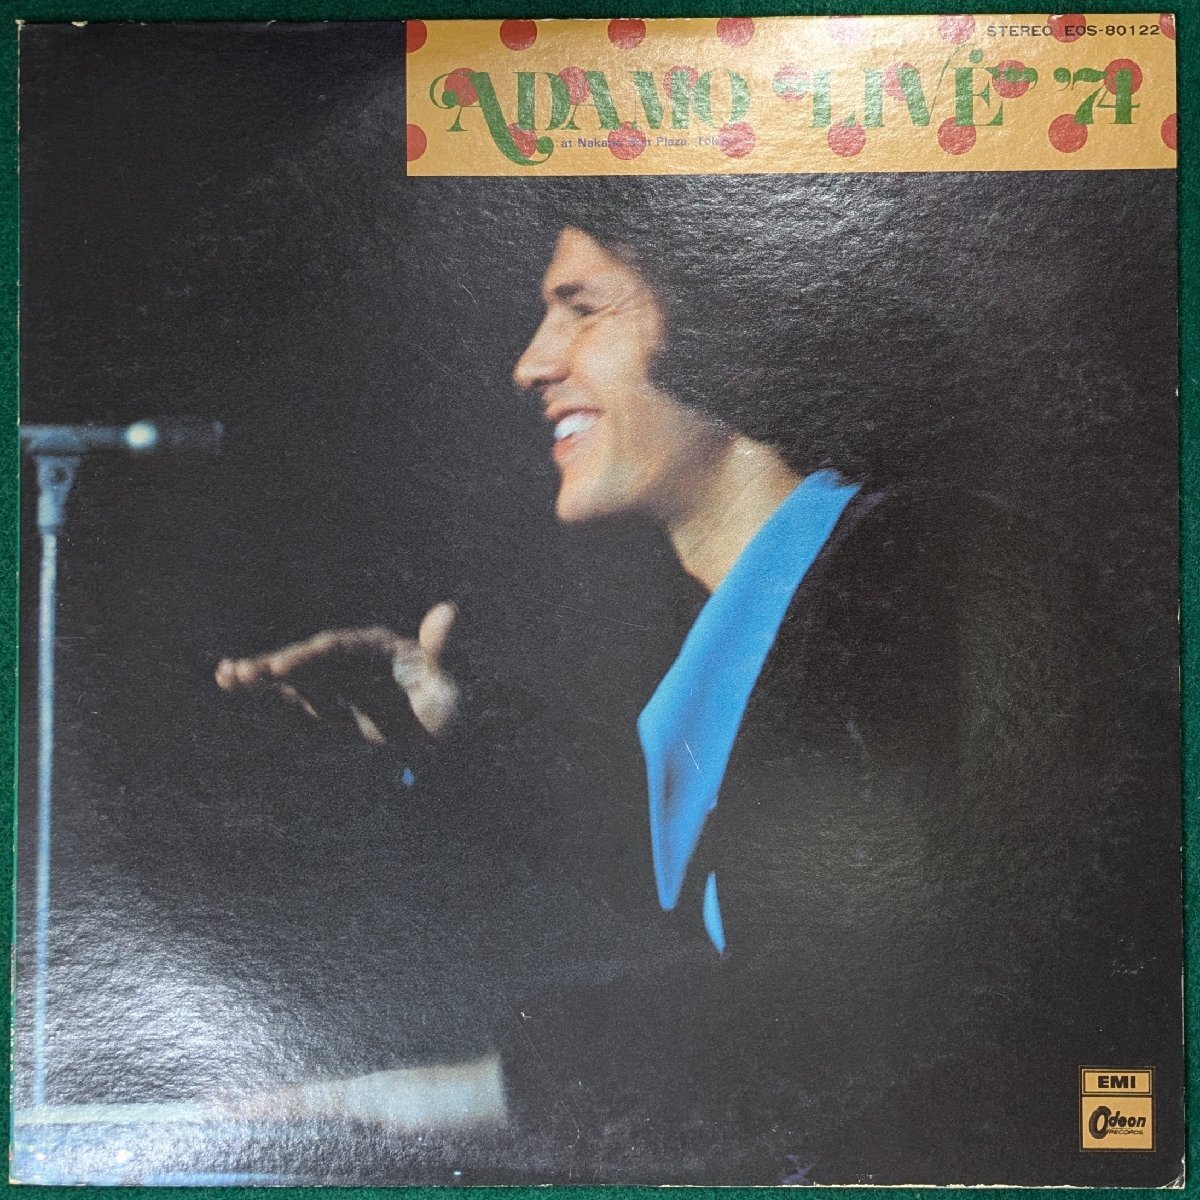 STEREO EOS-80122
ADAMO "LIVE" '74
at Nakano Sun Plaza, Tokyo
EMI
Odeon
RECORDS